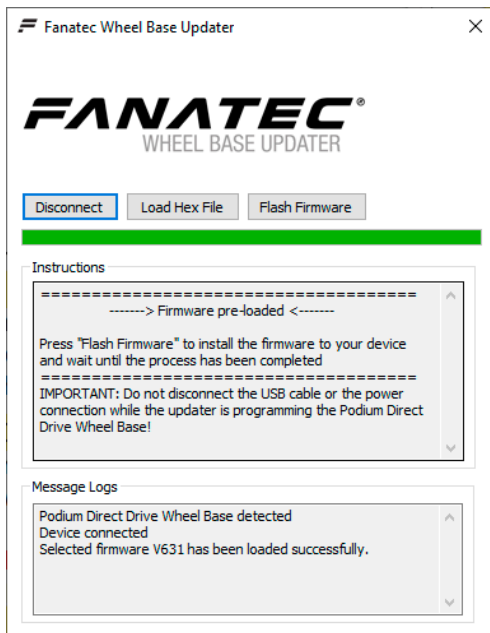 Fanatec Wheel Base Updater
FANATEC®
WHEEL BASE UPDATER
Disconnect Load Hex File Flash Firmware
Instructions
=====================================
-------> Firmware pre-loaded <-------
Press "Flash Firmware" to install the firmware to your device
and wait until the process has been completed
=====================================
IMPORTANT: Do not disconnect the USB cable or the power
connection while the updater is programming the Podium Direct
Drive Wheel Base!
Message Logs
Podium Direct Drive Wheel Base detected
Device connected
Selected firmware V631 has been loaded successfully.